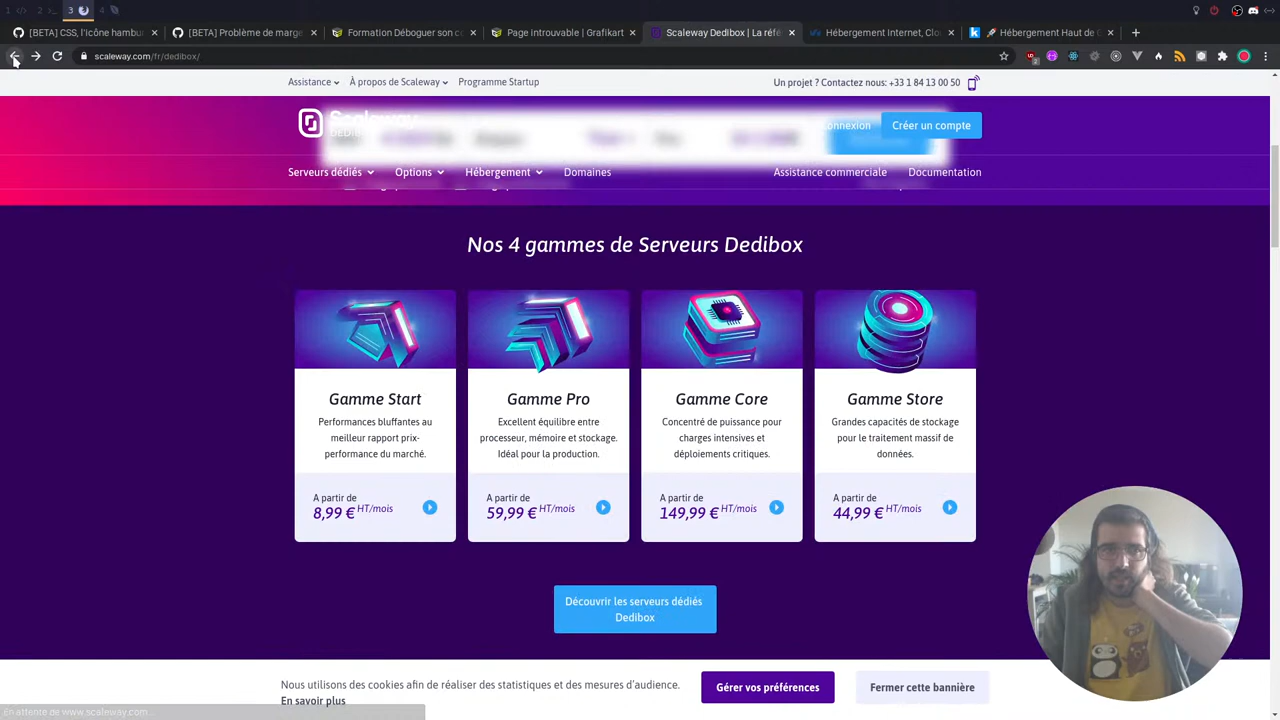 1
2
3
4
[BETA] CSS, l'icône hambu
[BETA] Problème de marge
Formation Déboguer son c
Page introuvable | Grafikart
Scaleway Dedibox | La réfé
Hébergement Internet, Clo
Hébergement Haut de
scaleway.com/fr/dedibox/
Assistance
À propos de Scaleway
Programme Startup
Un projet ? Contactez nous: +33 1 84 13 00 50
Scaleway
Connexion
Créer un compte
Serveurs dédiés
Options
Hébergement
Domaines
Assistance commerciale
Documentation
Nos 4 gammes de Serveurs Dedibox
Gamme Start
Performances bluffantes au
meilleur rapport prix-
performance du marché.
A partir de
8,99 € HT/mois
Gamme Pro
Excellent équilibre entre
processeur, mémoire et stockage.
Idéal pour la production.
A partir de
59,99 € HT/mois
Gamme Core
Concentré de puissance pour
charges intensives et
déploiements critiques.
A partir de
149,99 € HT/mois
Gamme Store
Grandes capacités de stockage
pour le traitement massif de
données.
A partir de
44,99 € HT/mois
Découvrir les serveurs dédiés
Dedibox
Nous utilisons des cookies afin de réaliser des statistiques et des mesures d'audience.
En savoir plus
Gérer vos préférences
Fermer cette bannière
En attente de www.scaleway.com...